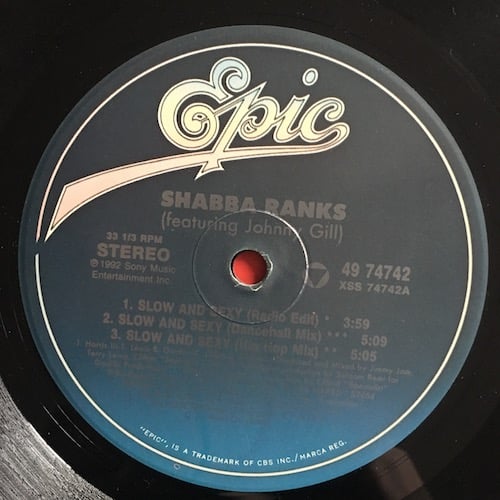 Epic
SHABBA RANKS
(featuring Johnny Gill)
33 1/3 RPM
STEREO
℗1992 Sony Music
Entertainment Inc.
49 74742
XSS 74742A
1. SLOW AND SEXY (Radio Edit) * 3:59
2. SLOW AND SEXY (Dancehall Mix) *** 5:09
3. SLOW AND SEXY (Hip-Hop Mix) ** 5:05
"EPIC", IS A TRADEMARK OF CBS INC./MARCA REG.